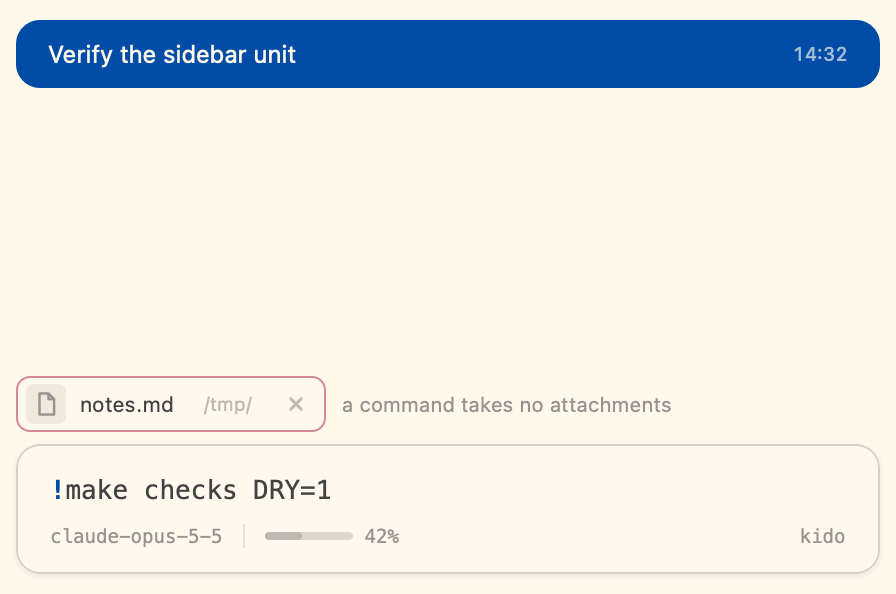 Verify the sidebar unit 14:32
notes.md /tmp/ × a command takes no attachments
!make checks DRY=1
claude-opus-5-5 42% kido